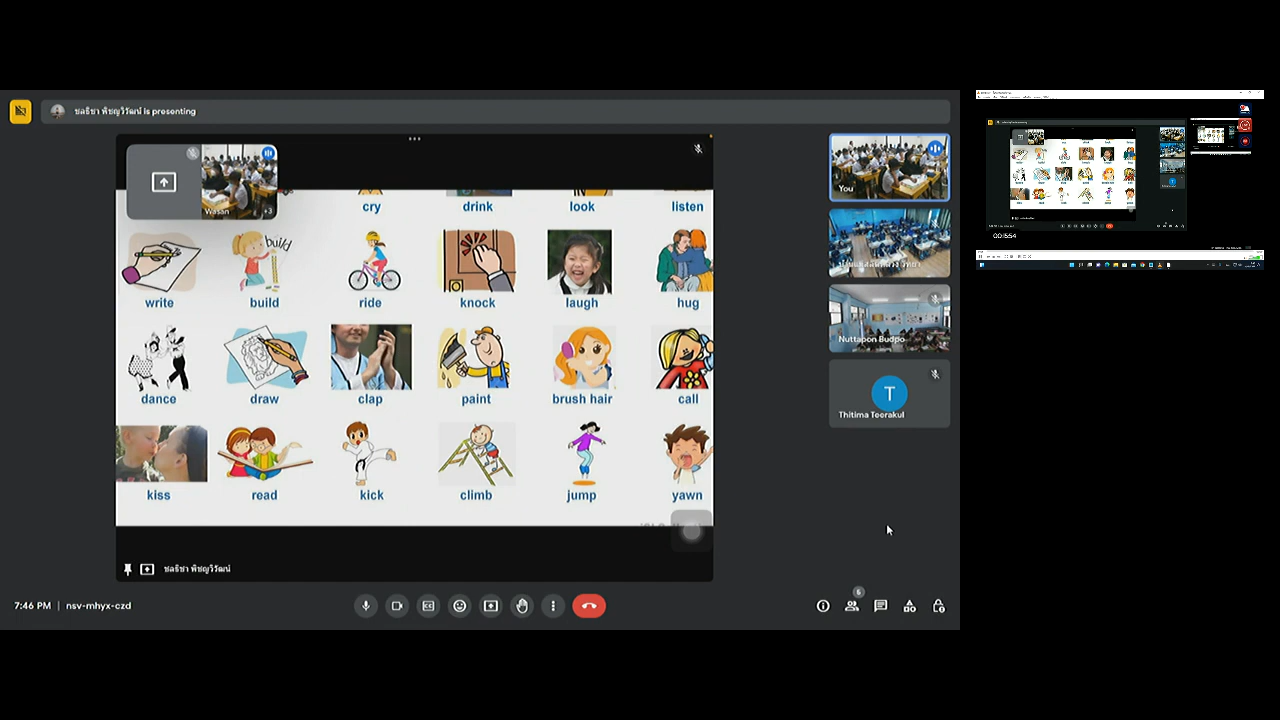 ชลธิชา พิชญวิวัฒน์ is presenting
Wasan
+3
You
cry drink look listen
build
write build ride knock laugh hug
dance draw clap paint brush hair call
Nuttapon Budpo
Thitima Teerakul
T
kiss read kick climb jump yawn
ชลธิชา พิชญวิวัฒน์
7:46 PM | nsv-mhyx-czd